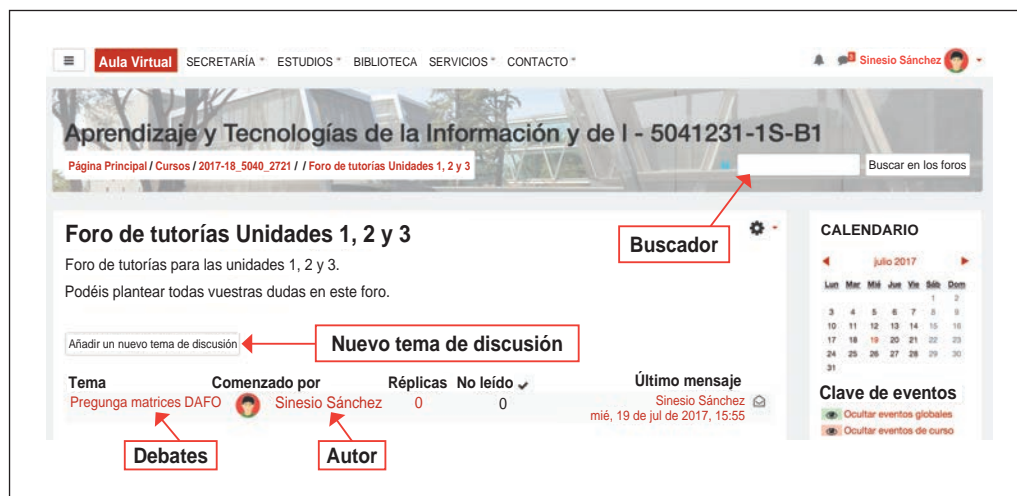 Aula Virtual SECRETARÍA ESTUDIOS BIBLIOTECA SERVICIOS CONTACTO Sinesio Sánchez
Aprendizaje y Tecnologías de la Información y de I - 5041231-1S-B1
Página Principal / Cursos / 2017-18_5040_2721 / / Foro de tutorías Unidades 1, 2 y 3
Buscar en los foros
Buscador
Foro de tutorías Unidades 1, 2 y 3
Foro de tutorías para las unidades 1, 2 y 3.
Podéis plantear todas vuestras dudas en este foro.
Añadir un nuevo tema de discusión
Nuevo tema de discusión
Tema Comenzado por Réplicas No leído Último mensaje
Pregunga matrices DAFO Sinesio Sánchez 0 0 Sinesio Sánchez
mié, 19 de jul de 2017, 15:55
Debates
Autor
CALENDARIO
julio 2017
Lun Mar Mié Jue Vie Sáb Dom
1 2
3 4 5 6 7 8 9
10 11 12 13 14 15 16
17 18 19 20 21 22 23
24 25 26 27 28 29 30
31
Clave de eventos
Ocultar eventos globales
Ocultar eventos de curso